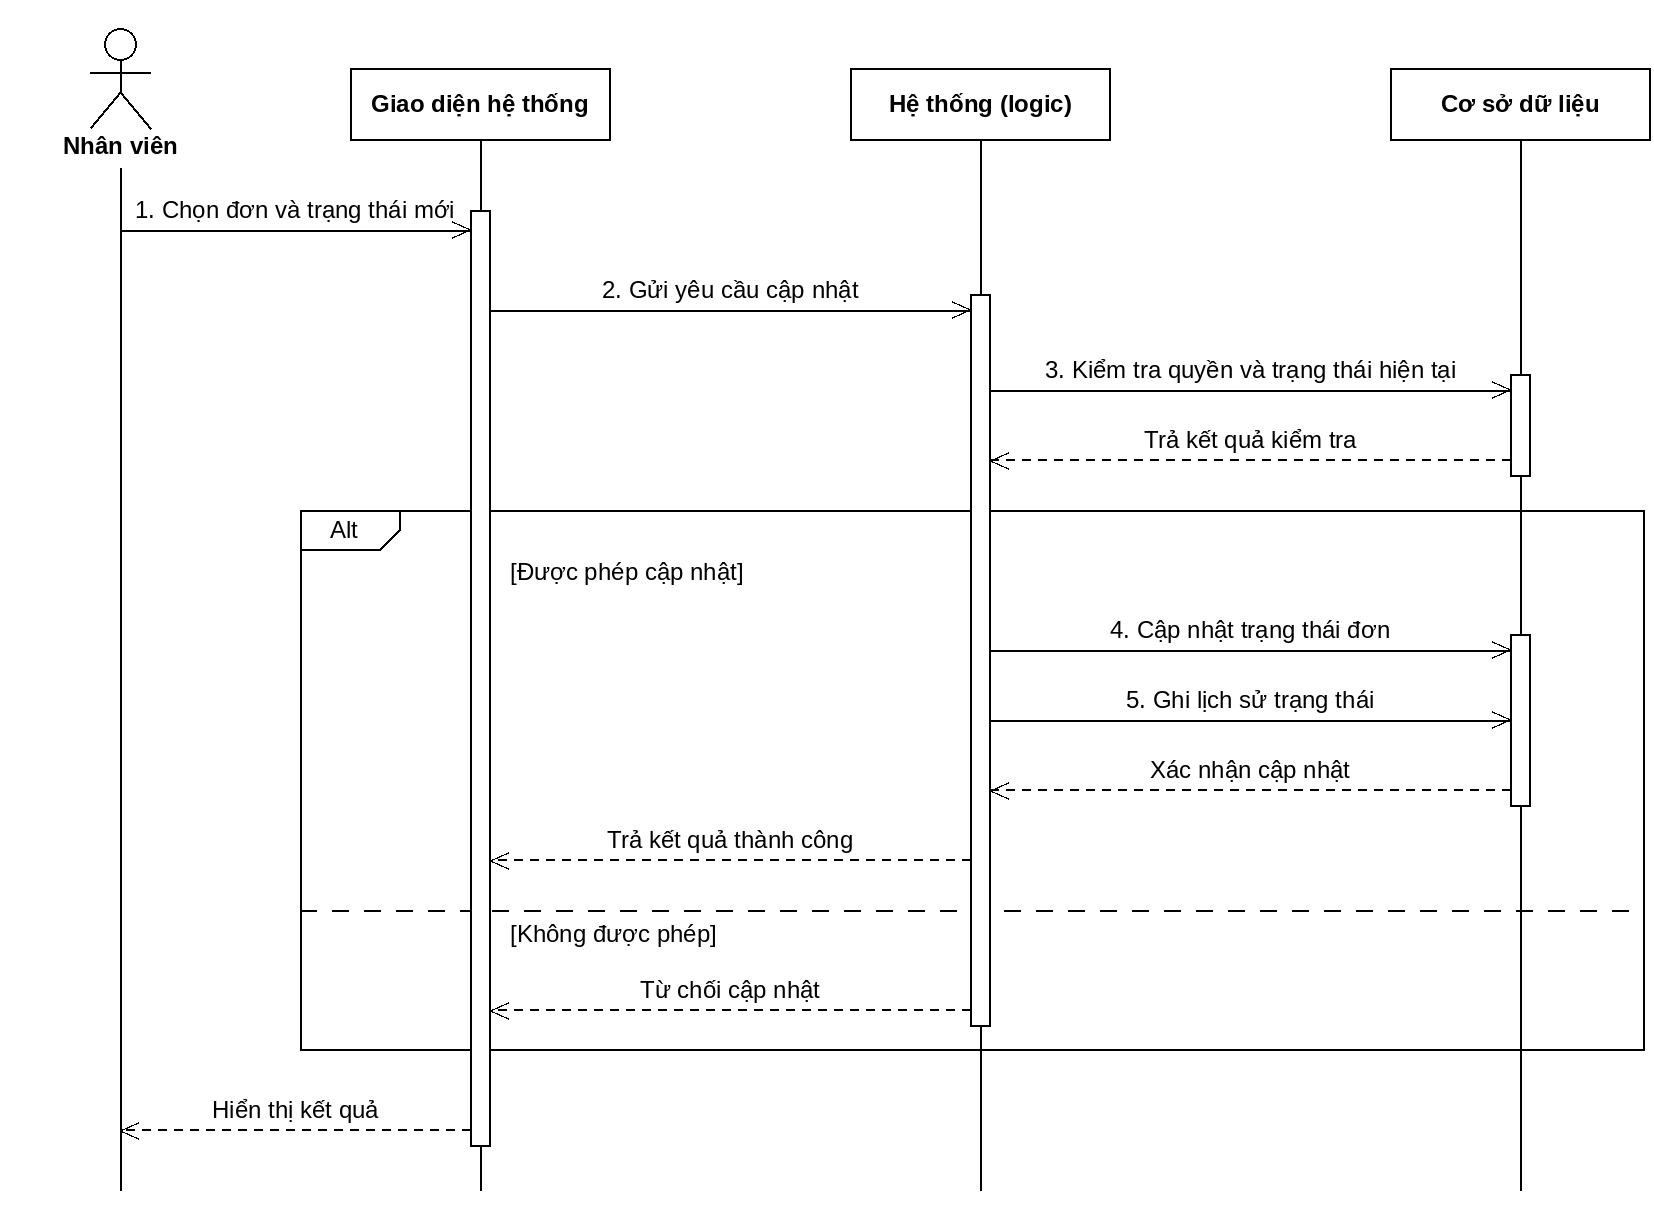 Nhân viên
Giao diện hệ thống
Hệ thống (logic)
Cơ sở dữ liệu
1. Chọn đơn và trạng thái mới
2. Gửi yêu cầu cập nhật
3. Kiểm tra quyền và trạng thái hiện tại
Trả kết quả kiểm tra
Alt
[Được phép cập nhật]
4. Cập nhật trạng thái đơn
5. Ghi lịch sử trạng thái
Xác nhận cập nhật
Trả kết quả thành công
[Không được phép]
Từ chối cập nhật
Hiển thị kết quả